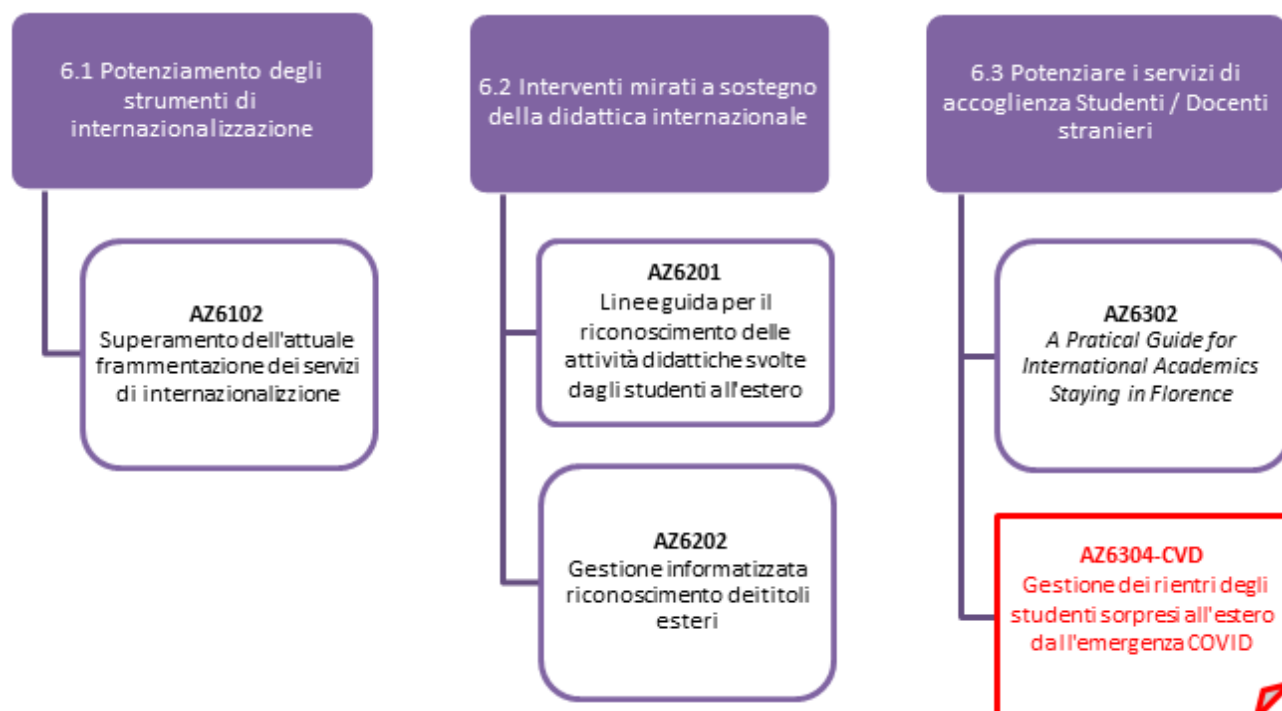 6.1 Potenziamento degli
strumenti di
internazionalizzazione
AZ6102
Superamento dell'attuale
frammentazione dei servizi
di internazionalizzione
6.2 Interventi mirati a sostegno
della didattica internazionale
AZ6201
Linee guida per il
riconoscimento delle
attività didattiche svolte
dagli studenti all'estero
AZ6202
Gestione informatizzata
riconoscimento dei titoli
esteri
6.3 Potenziare i servizi di
accoglienza Studenti / Docenti
stranieri
AZ6302
A Pratical Guide for
International Academics
Staying in Florence
AZ6304-CVD
Gestione dei rientri degli
studenti sorpresi all'estero
dall'emergenza COVID